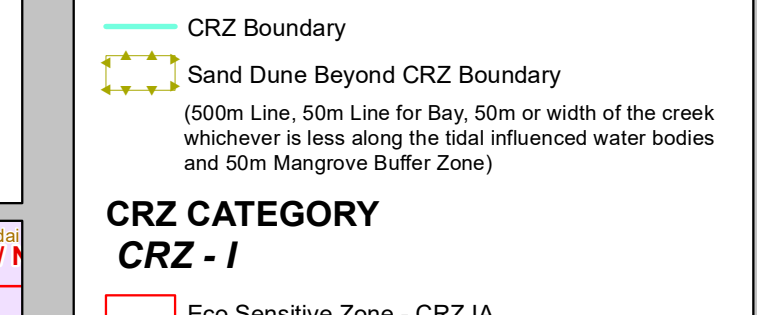 CRZ Boundary
Sand Dune Beyond CRZ Boundary
(500m Line, 50m Line for Bay, 50m or width of the creek
whichever is less along the tidal influenced water bodies
and 50m Mangrove Buffer Zone)
CRZ CATEGORY
CRZ - I
dai
Eco Sensitive Zone - CRZ IA